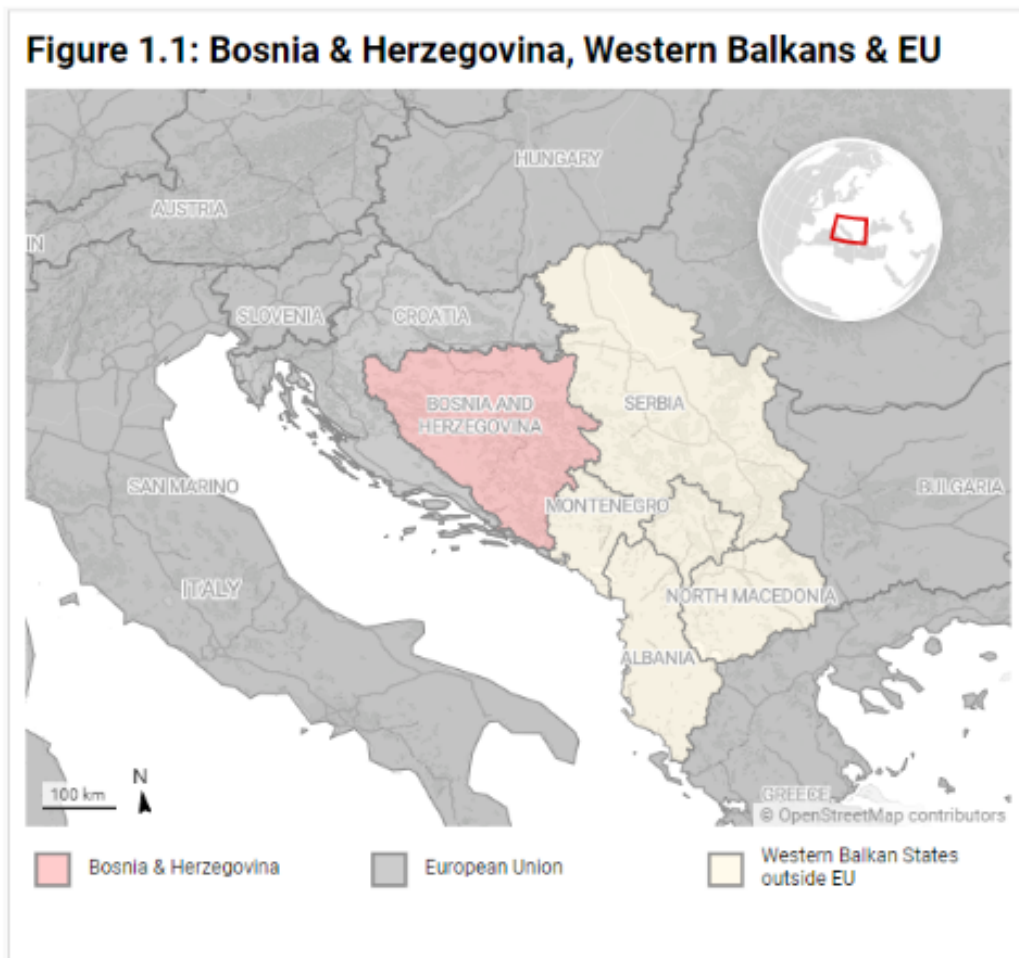 Figure 1.1: Bosnia & Herzegovina, Western Balkans & EU
HUNGARY
AUSTRIA
IN
SLOVENIA
CROATIA
BOSNIA AND
HERZEGOVINA
SERBIA
SAN MARINO
MONTENEGRO
BULGARIA
ITALY
NORTH MACEDONIA
ALBANIA
N
100 km
GREECE
© OpenStreetMap contributors
Bosnia & Herzegovina
European Union
Western Balkan States
outside EU